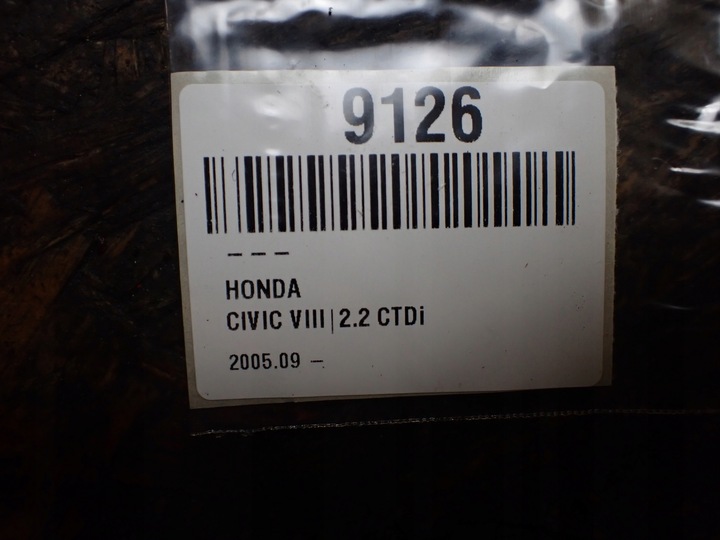 9126
– – –
HONDA
CIVIC VIII|2.2 CTDi
2005.09 –